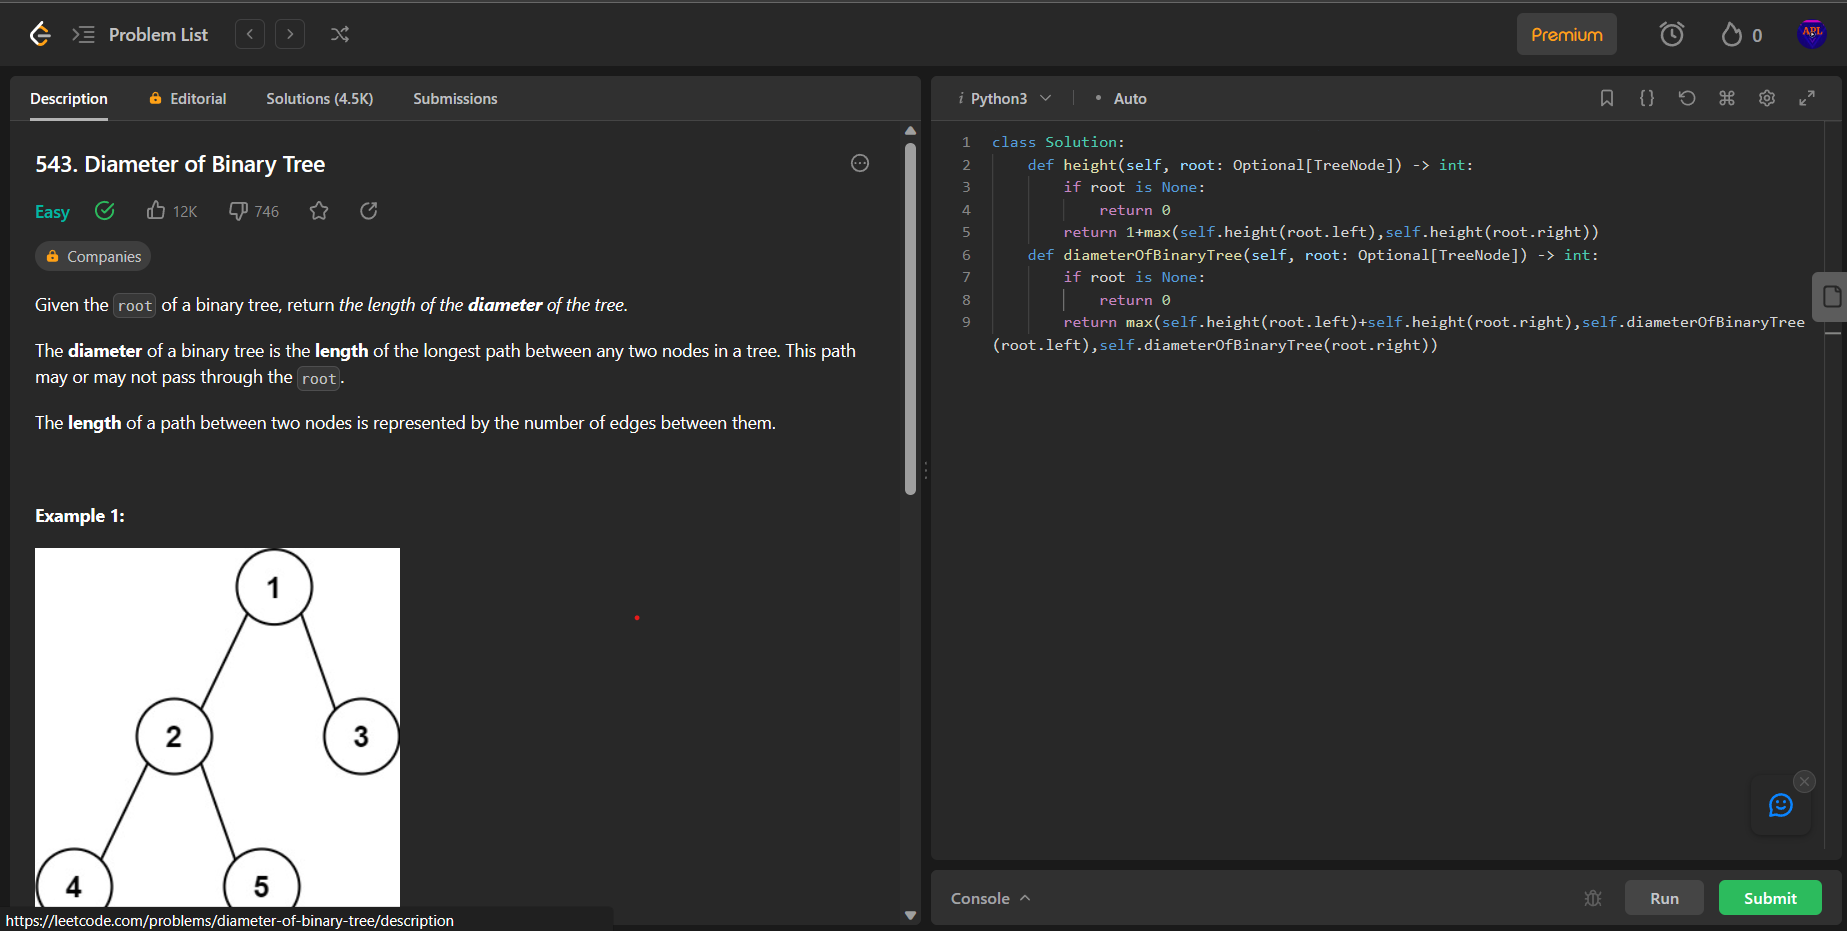 Problem List
Premium
0
APL
Description
Editorial
Solutions (4.5K)
Submissions
543. Diameter of Binary Tree
Easy
12K
746
Companies
Given the root of a binary tree, return the length of the diameter of the tree.
The diameter of a binary tree is the length of the longest path between any two nodes in a tree. This path
may or may not pass through the root.
The length of a path between two nodes is represented by the number of edges between them.
Example 1:
1
2
3
4
5
https://leetcode.com/problems/diameter-of-binary-tree/description
i Python3
• Auto
1 class Solution:
2 def height(self, root: Optional[TreeNode]) -> int:
3 if root is None:
4 return 0
5 return 1+max(self.height(root.left),self.height(root.right))
6 def diameterOfBinaryTree(self, root: Optional[TreeNode]) -> int:
7 if root is None:
8 return 0
9 return max(self.height(root.left)+self.height(root.right),self.diameterOfBinaryTree
(root.left),self.diameterOfBinaryTree(root.right))
Console
Run
Submit